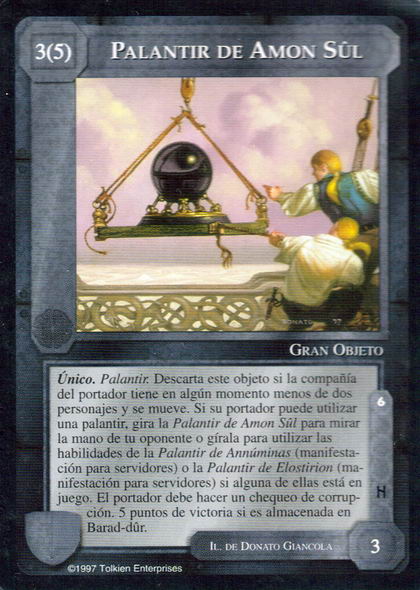 3(5)
PALANTIR DE AMON SÛL
DONATO 97
GRAN OBJETO
Único. Palantir. Descarta este objeto si la compañía
del portador tiene en algún momento menos de dos
personajes y se mueve. Si su portador puede utilizar
una palantir, gira la Palantir de Amon Sûl para mirar
la mano de tu oponente o gírala para utilizar las
habilidades de la Palantir de Annúminas (manifesta-
ción para servidores) o la Palantir de Elostirion (ma-
nifestación para servidores) si alguna de ellas está en
juego. El portador debe hacer un chequeo de corrup-
ción. 5 puntos de victoria si es almacenada en
Barad-dûr.
6
IL. DE DONATO GIANCOLA
3
©1997 Tolkien Enterprises